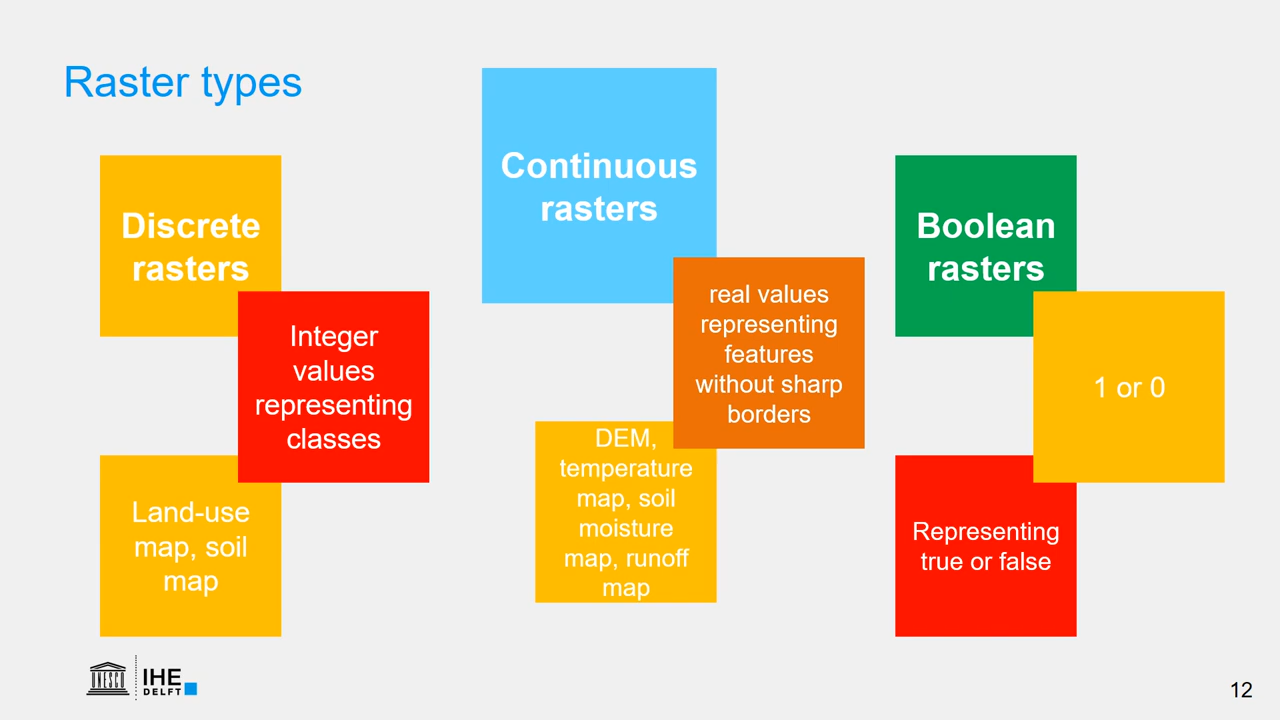 Raster types
Discrete
rasters
Integer
values
representing
classes
Land-use
map, soil
map
Continuous
rasters
real values
representing
features
without sharp
borders
DEM,
temperature
map, soil
moisture
map, runoff
map
Boolean
rasters
1 or 0
Representing
true or false
UNESCO
IHE
DELFT
12